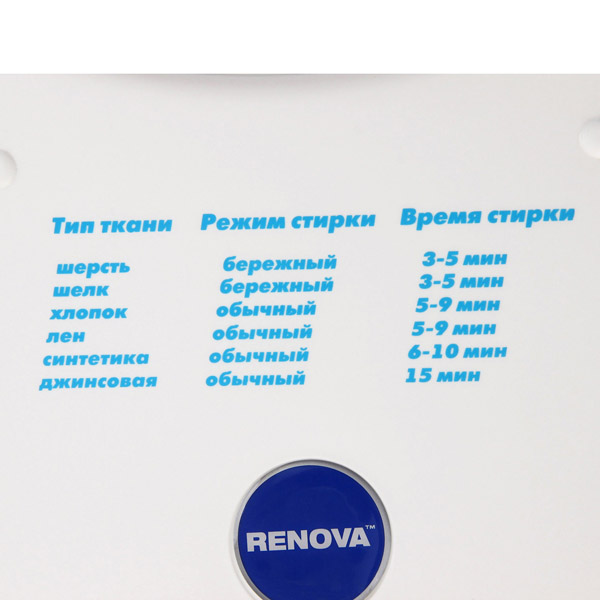 Тип ткани Режим стирки Время стирки
шерсть бережный 3-5 мин
шелк бережный 3-5 мин
хлопок обычный 5-9 мин
лен обычный 5-9 мин
синтетика обычный 6-10 мин
джинсовая обычный 15 мин
RENOVA™